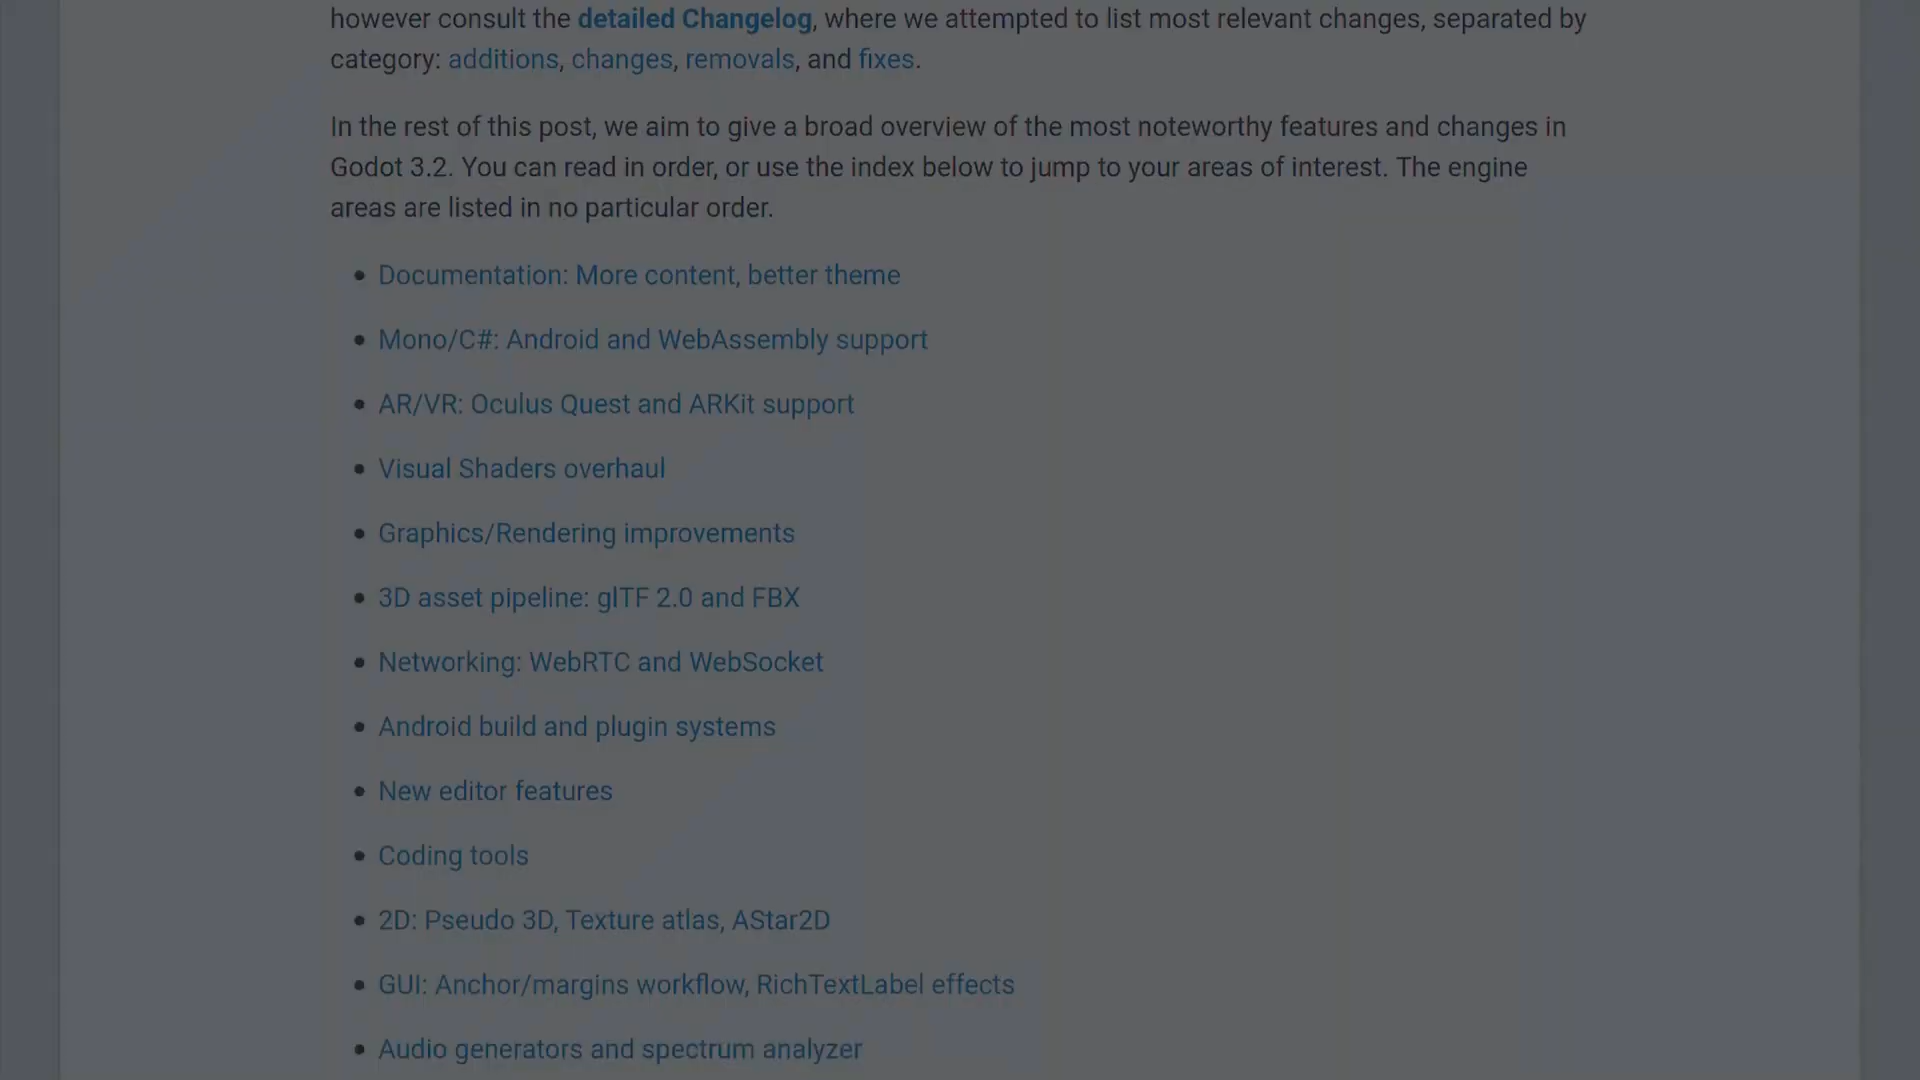 however consult the detailed Changelog, where we attempted to list most relevant changes, separated by
category: additions, changes, removals, and fixes.
In the rest of this post, we aim to give a broad overview of the most noteworthy features and changes in
Godot 3.2. You can read in order, or use the index below to jump to your areas of interest. The engine
areas are listed in no particular order.
• Documentation: More content, better theme
• Mono/C#: Android and WebAssembly support
• AR/VR: Oculus Quest and ARKit support
• Visual Shaders overhaul
• Graphics/Rendering improvements
• 3D asset pipeline: glTF 2.0 and FBX
• Networking: WebRTC and WebSocket
• Android build and plugin systems
• New editor features
• Coding tools
• 2D: Pseudo 3D, Texture atlas, AStar2D
• GUI: Anchor/margins workflow, RichTextLabel effects
• Audio generators and spectrum analyzer